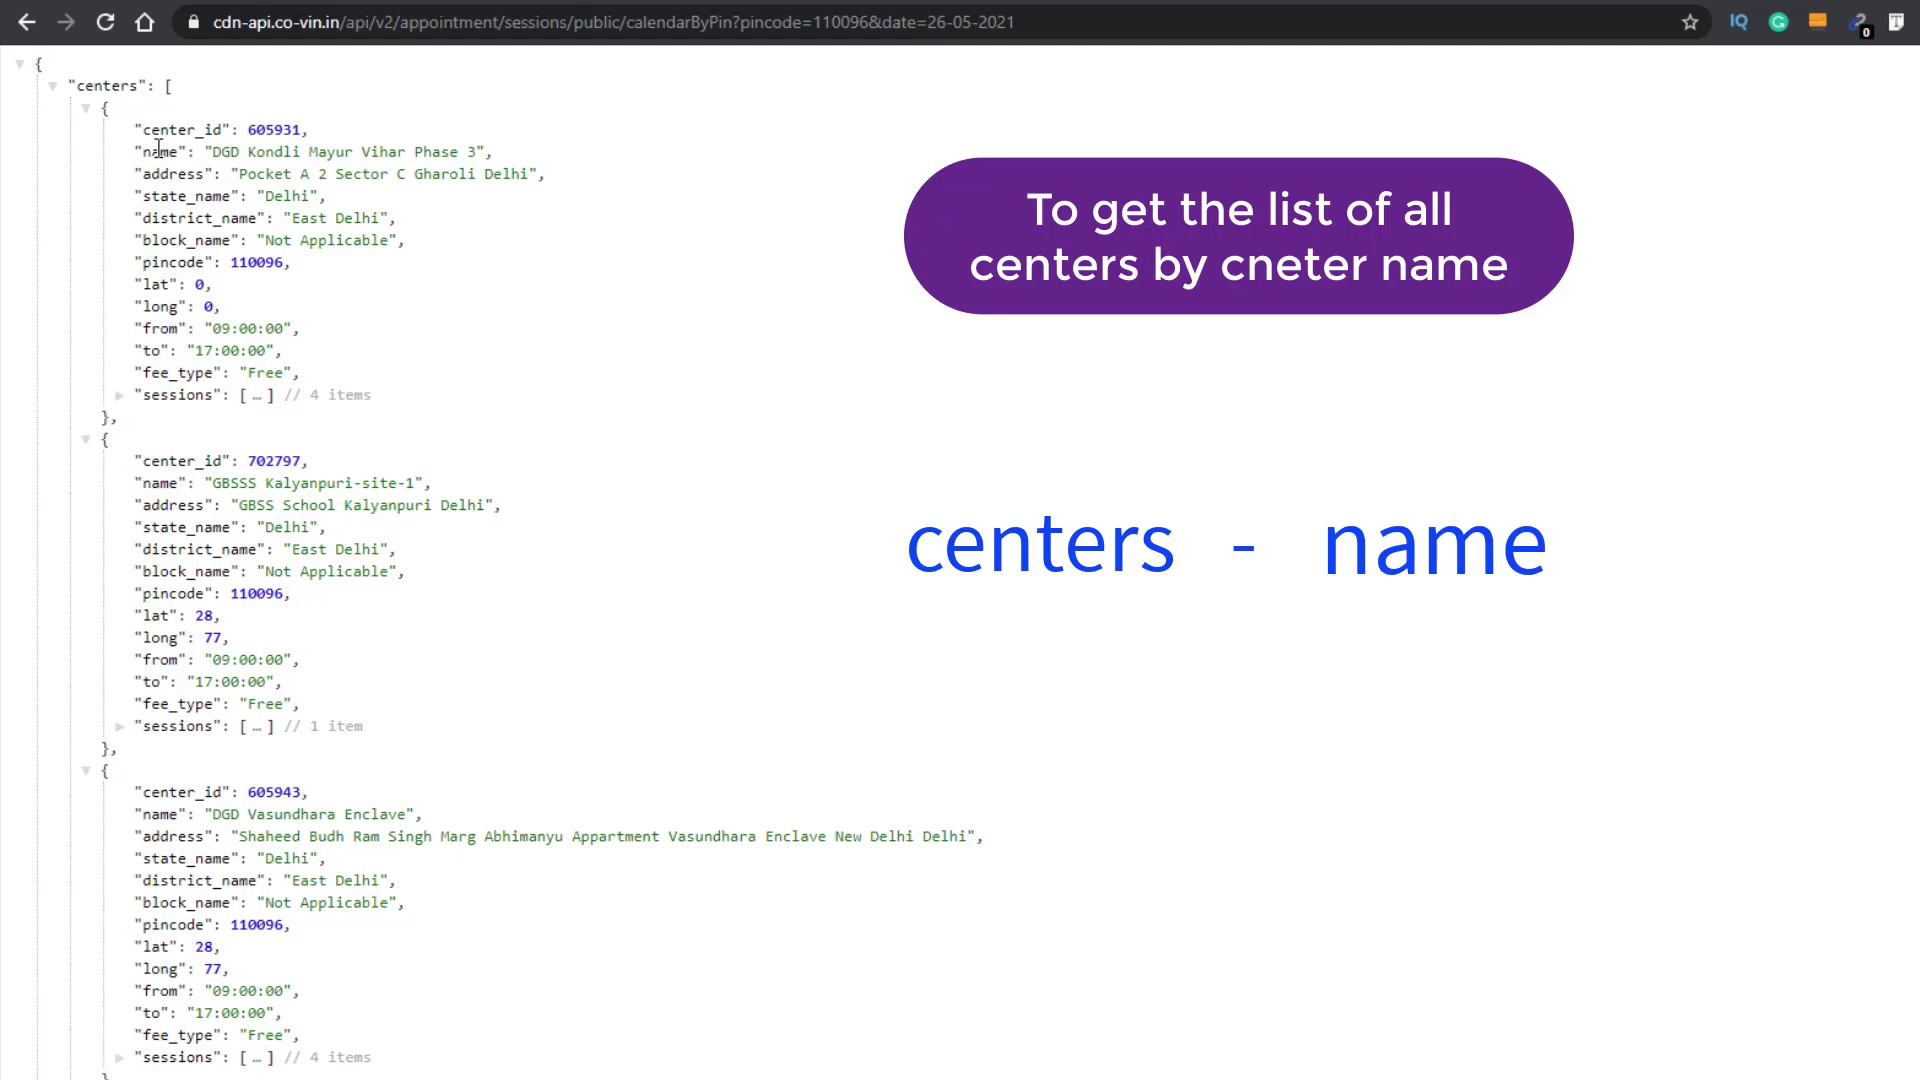 cdn-api.co-vin.in/api/v2/appointment/sessions/public/calendarByPin?pincode=110096&date=26-05-2021
IQ
G
0
T
{
"centers": [
{
"center_id": 605931,
"name": "DGD Kondli Mayur Vihar Phase 3",
"address": "Pocket A 2 Sector C Gharoli Delhi",
"state_name": "Delhi",
"district_name": "East Delhi",
"block_name": "Not Applicable",
"pincode": 110096,
"lat": 0,
"long": 0,
"from": "09:00:00",
"to": "17:00:00",
"fee_type": "Free",
"sessions": [ … ] // 4 items
},
{
"center_id": 702797,
"name": "GBSSS Kalyanpuri-site-1",
"address": "GBSS School Kalyanpuri Delhi",
"state_name": "Delhi",
"district_name": "East Delhi",
"block_name": "Not Applicable",
"pincode": 110096,
"lat": 28,
"long": 77,
"from": "09:00:00",
"to": "17:00:00",
"fee_type": "Free",
"sessions": [ … ] // 1 item
},
{
"center_id": 605943,
"name": "DGD Vasundhara Enclave",
"address": "Shaheed Budh Ram Singh Marg Abhimanyu Appartment Vasundhara Enclave New Delhi Delhi",
"state_name": "Delhi",
"district_name": "East Delhi",
"block_name": "Not Applicable",
"pincode": 110096,
"lat": 28,
"long": 77,
"from": "09:00:00",
"to": "17:00:00",
"fee_type": "Free",
"sessions": [ … ] // 4 items
To get the list of all
centers by cneter name
centers - name